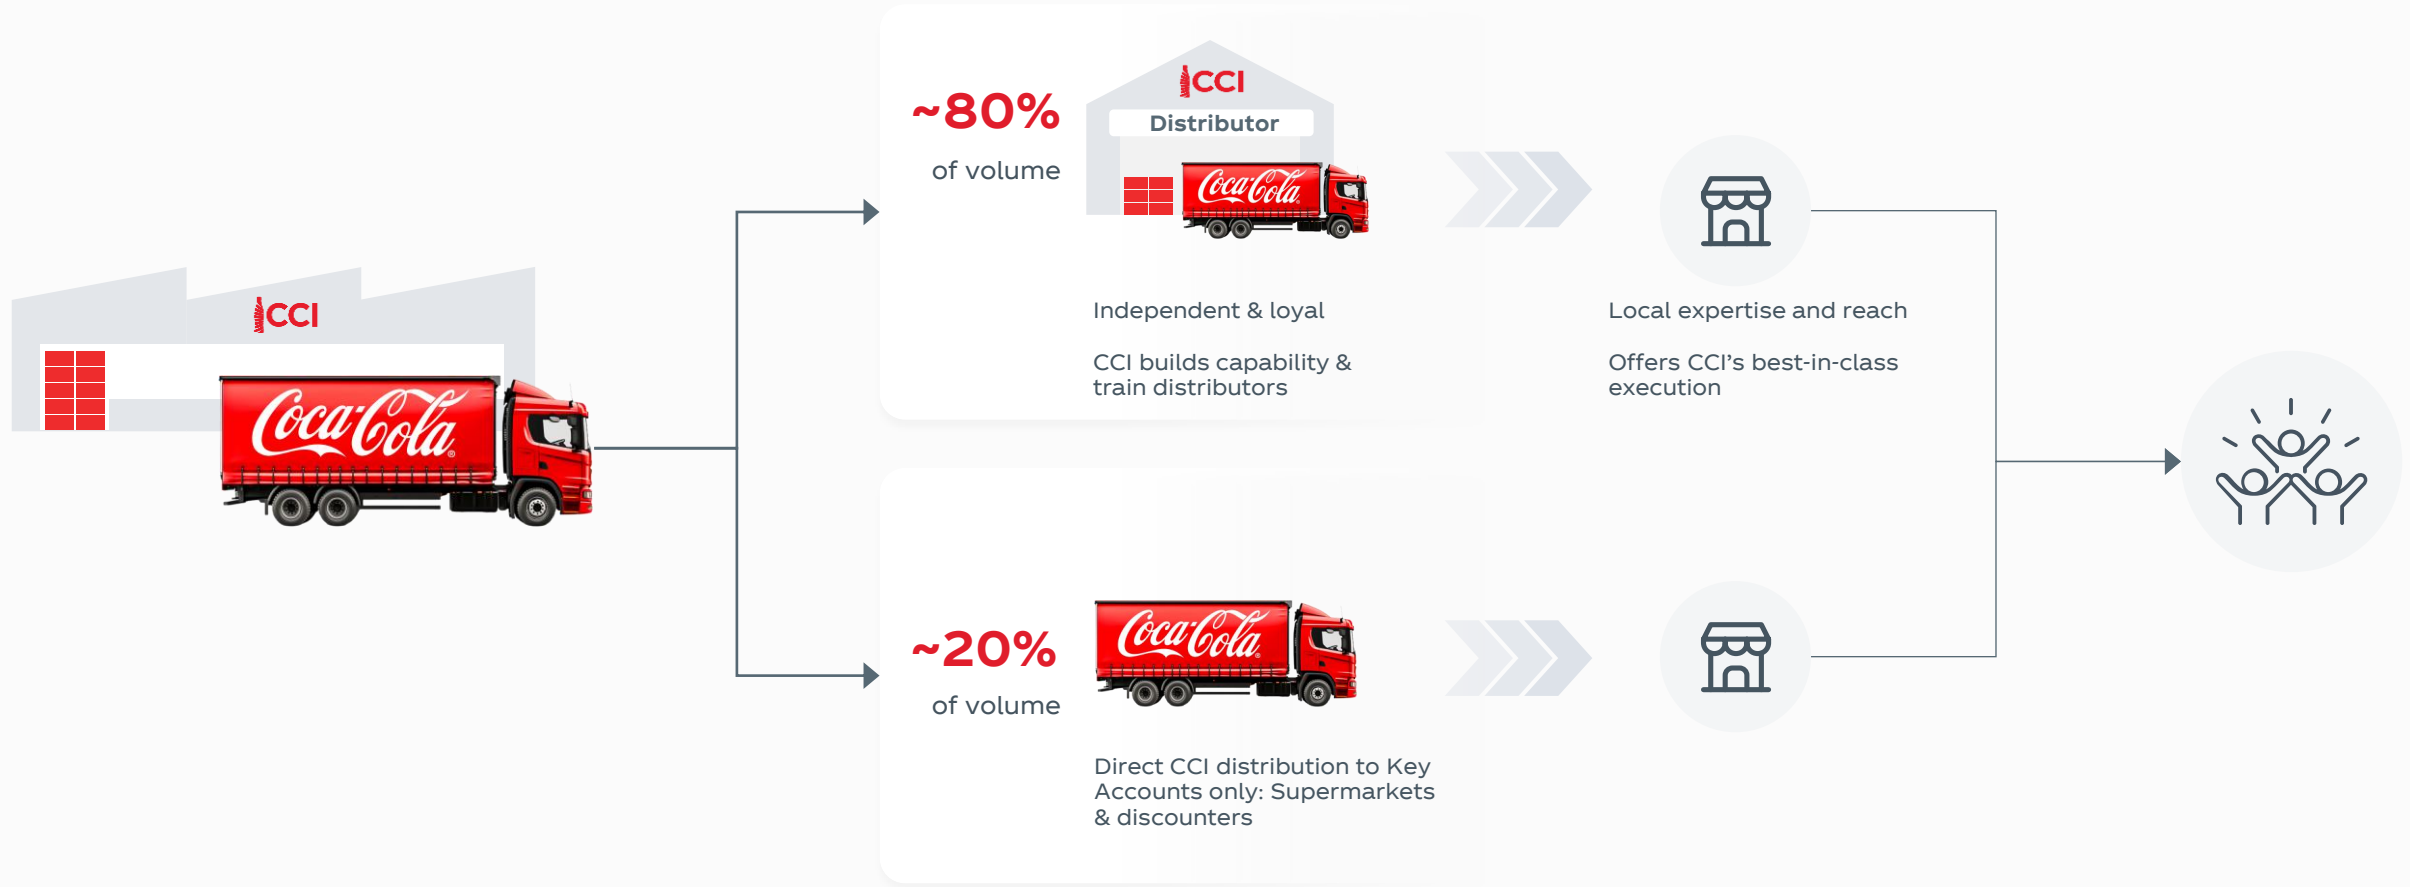 CCI
Coca-Cola
~80%
of volume
CCI
Distributor
Coca-Cola
Independent & loyal
CCI builds capability &
train distributors
Local expertise and reach
Offers CCI’s best-in-class
execution
~20%
of volume
Coca-Cola
Direct CCI distribution to Key
Accounts only: Supermarkets
& discounters